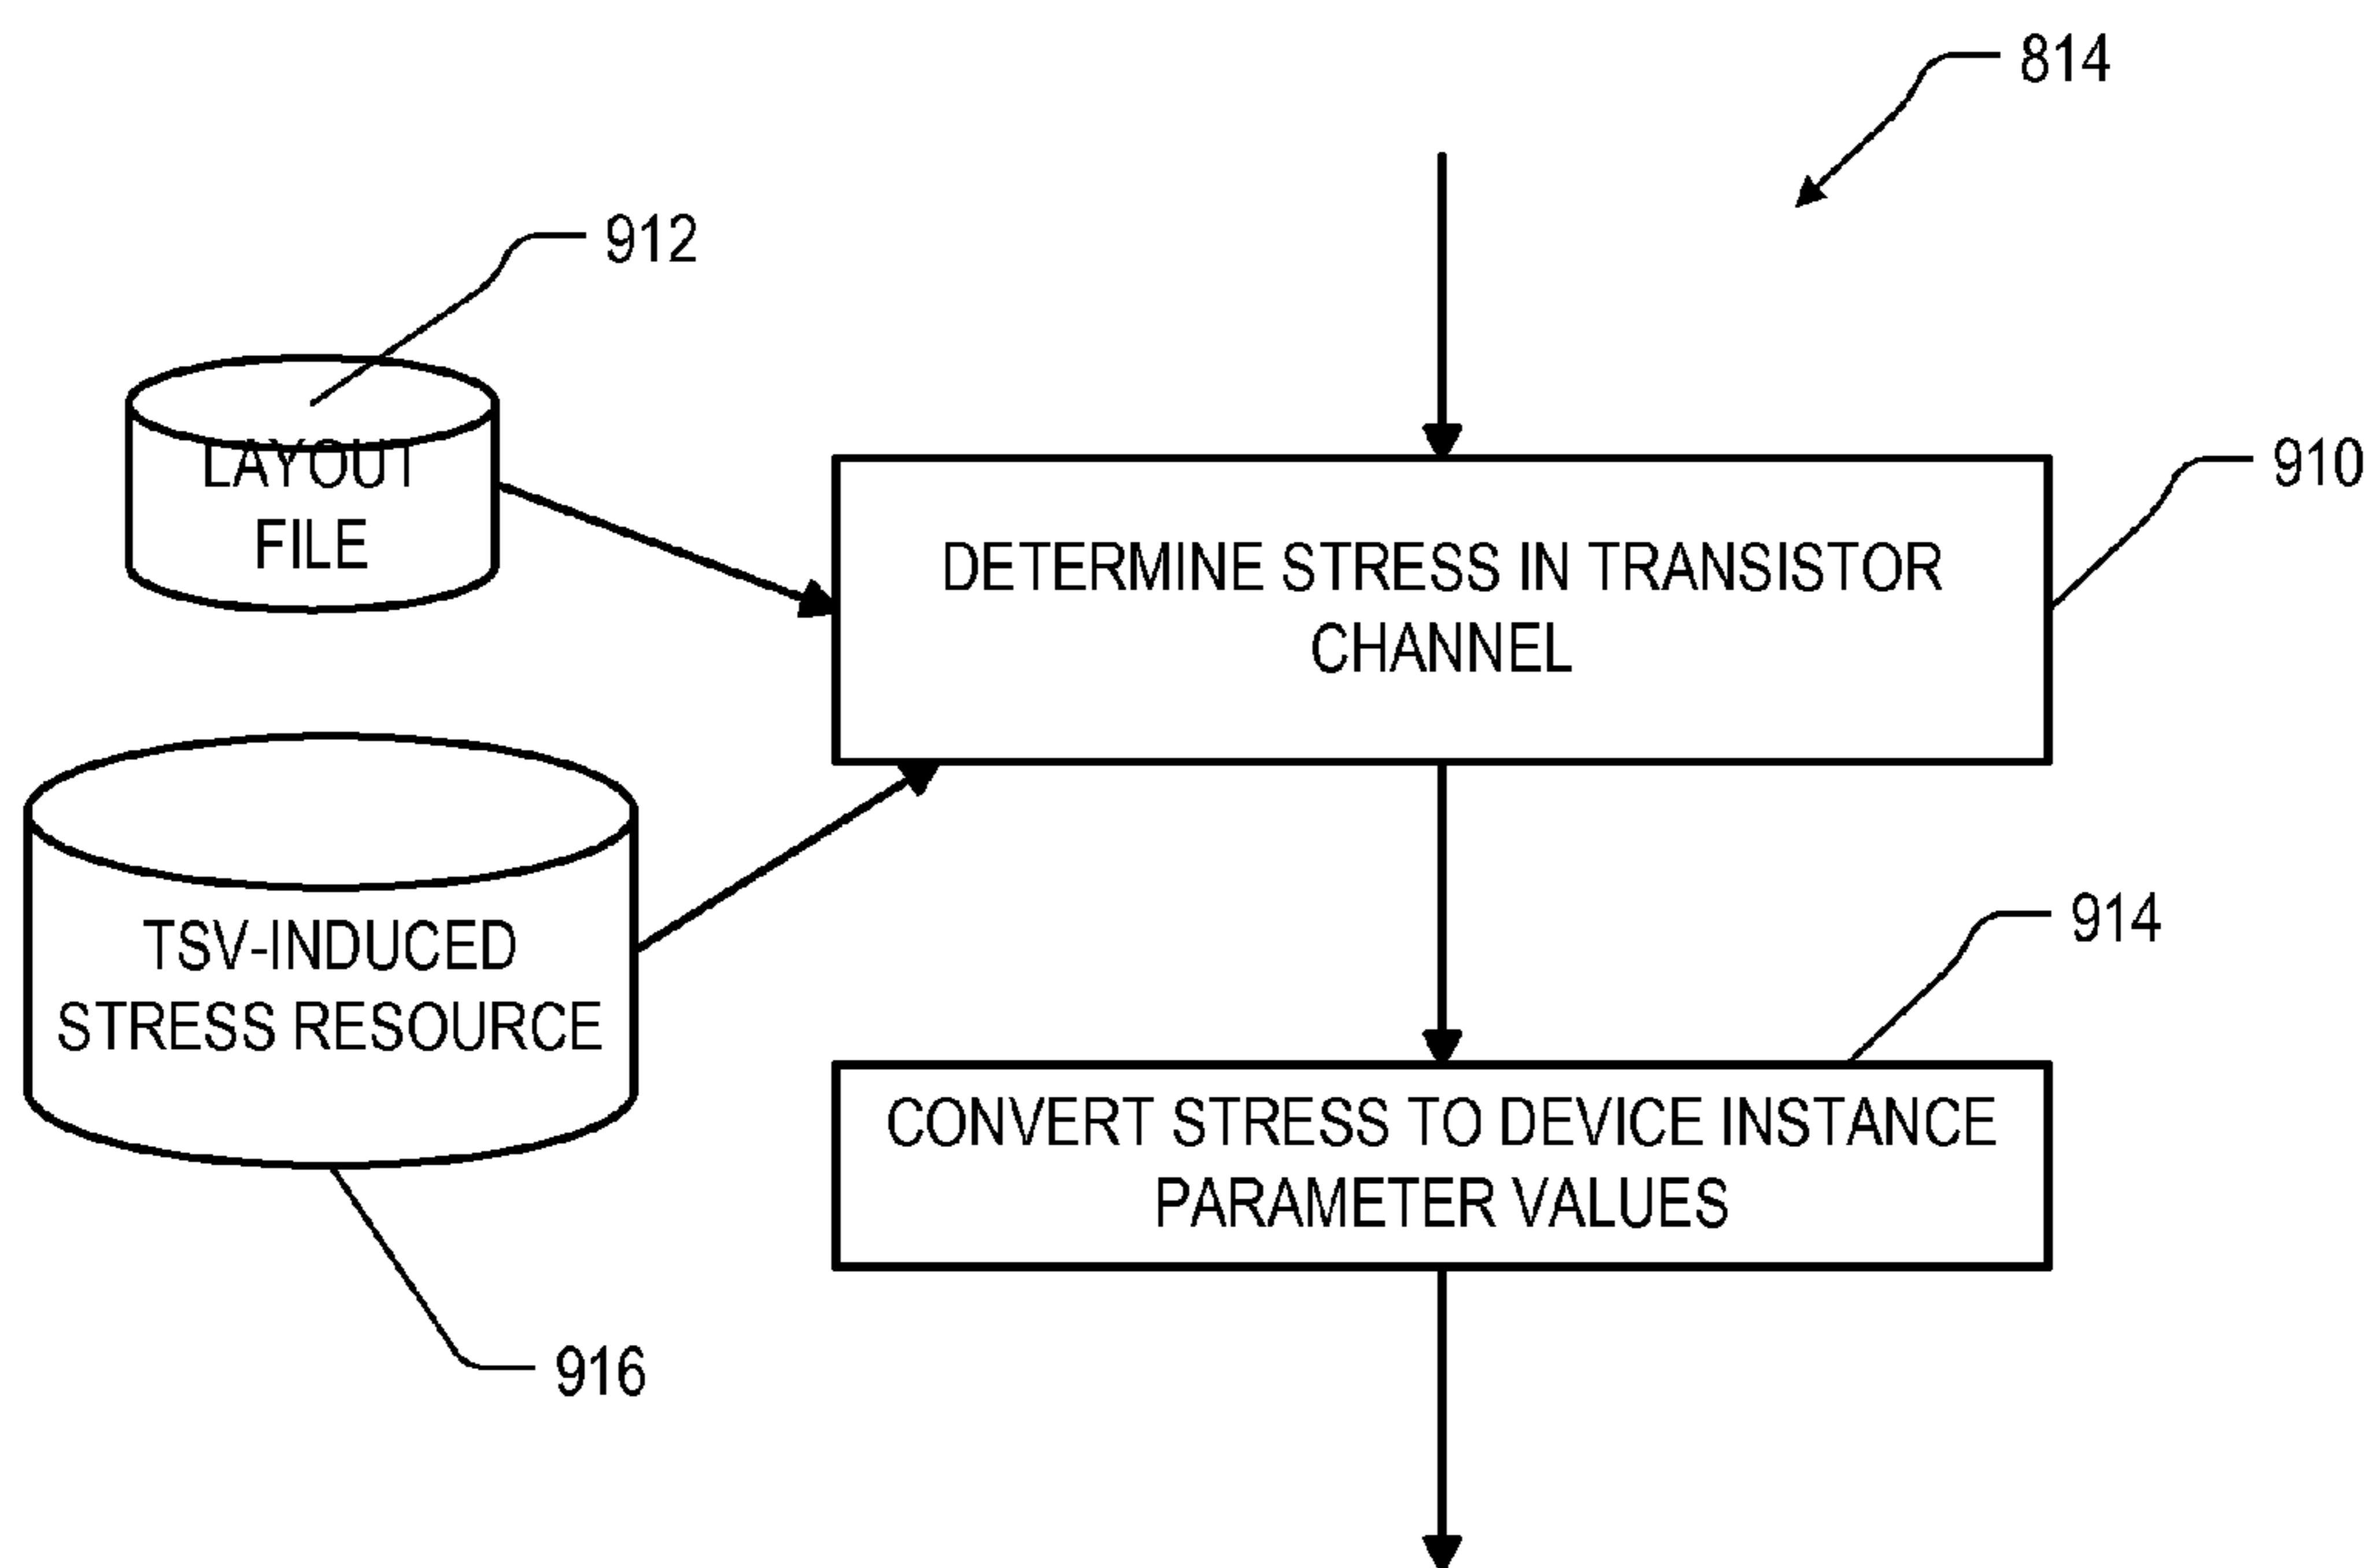 814
912
LAYOUT
FILE
910
DETERMINE STRESS IN TRANSISTOR
CHANNEL
TSV-INDUCED
STRESS RESOURCE
914
CONVERT STRESS TO DEVICE INSTANCE
PARAMETER VALUES
916